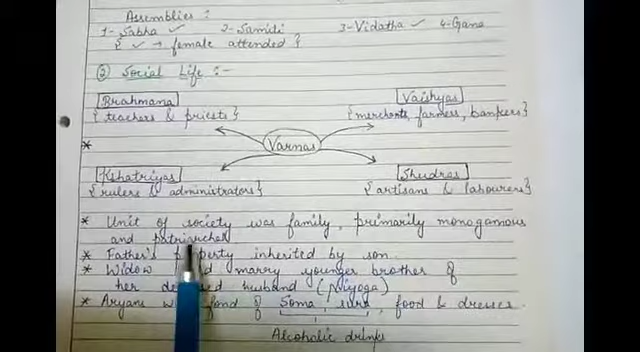 Assemblies :
1- Sabha ✓ 2- Samiti 3- Vidatha ✓ 4- Gana
{ ✓ → female attended }
② Social Life :-
Brahmana Vaishyas
{ teachers & priests } { merchants, farmers, bankers }
* Varnas
Kshatriyas Shudras
{ rulers & administrators } { artisans & labourers }
* Unit of society was family, primarily monogamous
and
* Father's property inherited by son.
* Widow marry younger brother of
her husband (Niyoga)
* Aryans fond of Soma, sura, food & dresses.
Alcoholic drinks